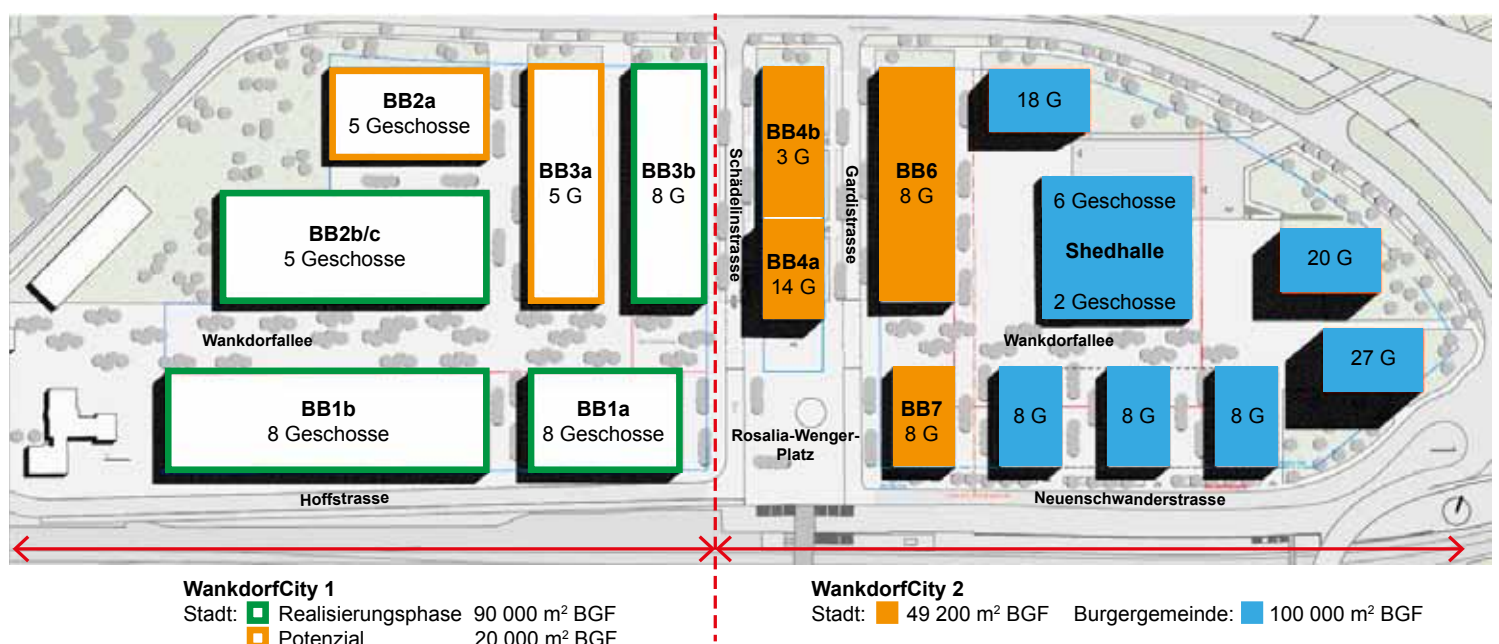 BB2a
5 Geschosse
BB2b/c
5 Geschosse
BB3a
5 G
BB3b
8 G
Schädelinstrasse
BB4b
3 G
BB4a
14 G
Gardistrasse
BB6
8 G
18 G
6 Geschosse
Shedhalle
2 Geschosse
20 G
27 G
Wankdorfallee
Wankdorfallee
BB1b
8 Geschosse
BB1a
8 Geschosse
Rosalia-Wenger-
Platz
BB7
8 G
8 G
8 G
8 G
Hoffstrasse
Neuenschwanderstrasse
WankdorfCity 1
Stadt: Realisierungsphase 90 000 m² BGF
Potenzial 20 000 m² BGF
WankdorfCity 2
Stadt: 49 200 m² BGF Burgergemeinde: 100 000 m² BGF